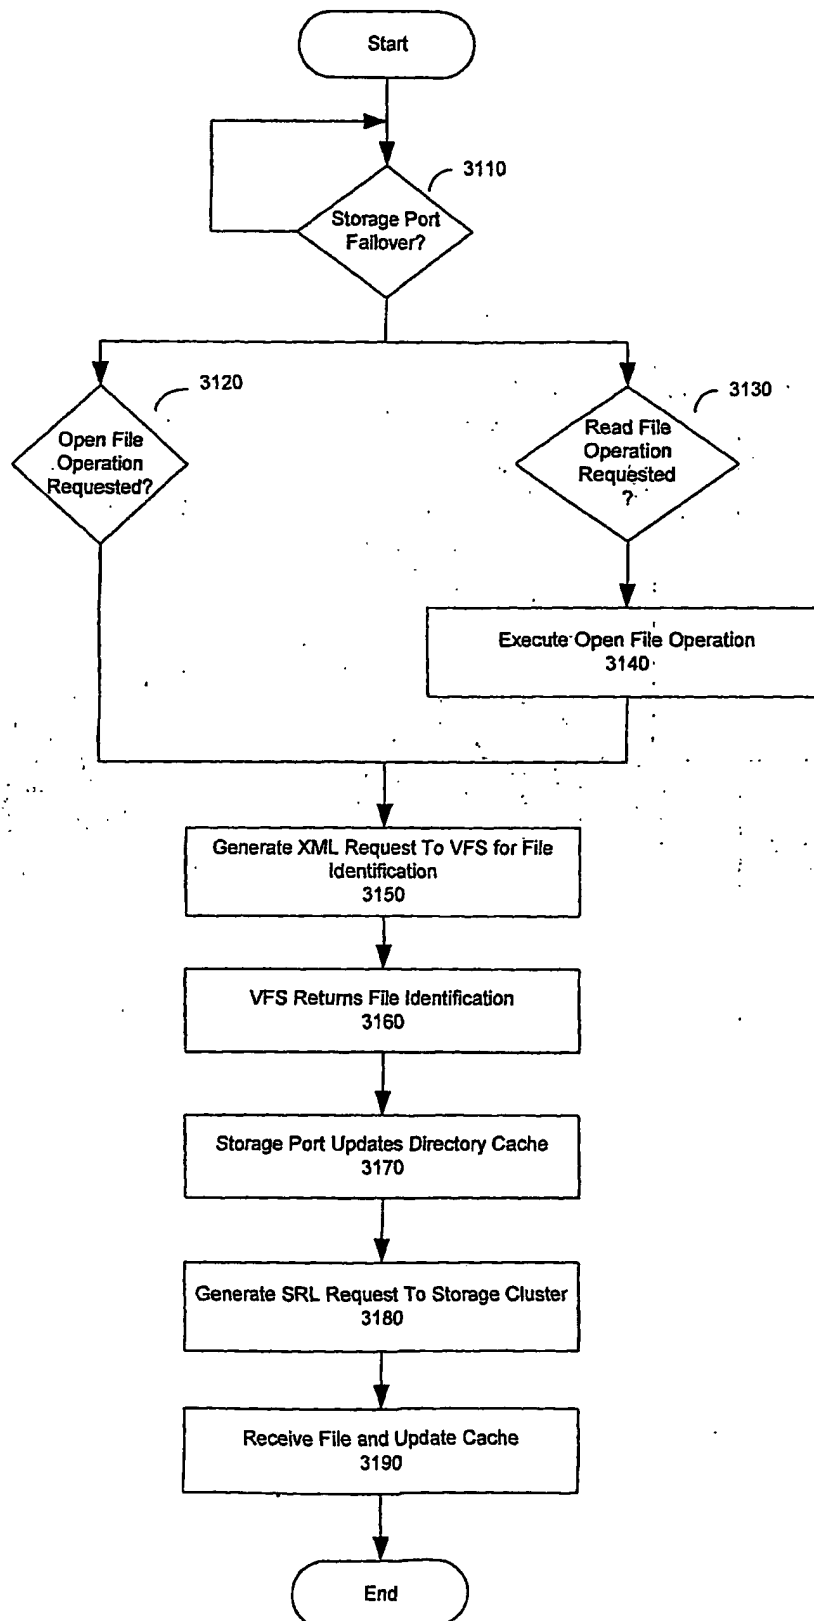 Start
3110
Storage Port
Failover?
3120
Open File
Operation
Requested?
3130
Read File
Operation
Requested
?
Execute Open File Operation
3140
Generate XML Request To VFS for File
Identification
3150
VFS Returns File Identification
3160
Storage Port Updates Directory Cache
3170
Generate SRL Request To Storage Cluster
3180
Receive File and Update Cache
3190
End